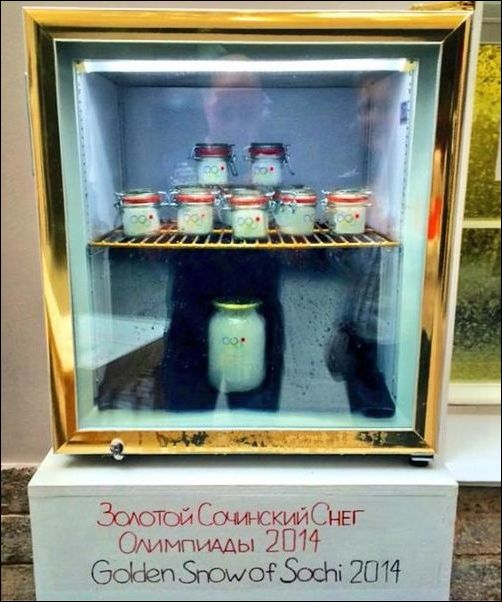 Золотой Сочинский Снег
Олимпиады 2014
Golden Snow of Sochi 2014